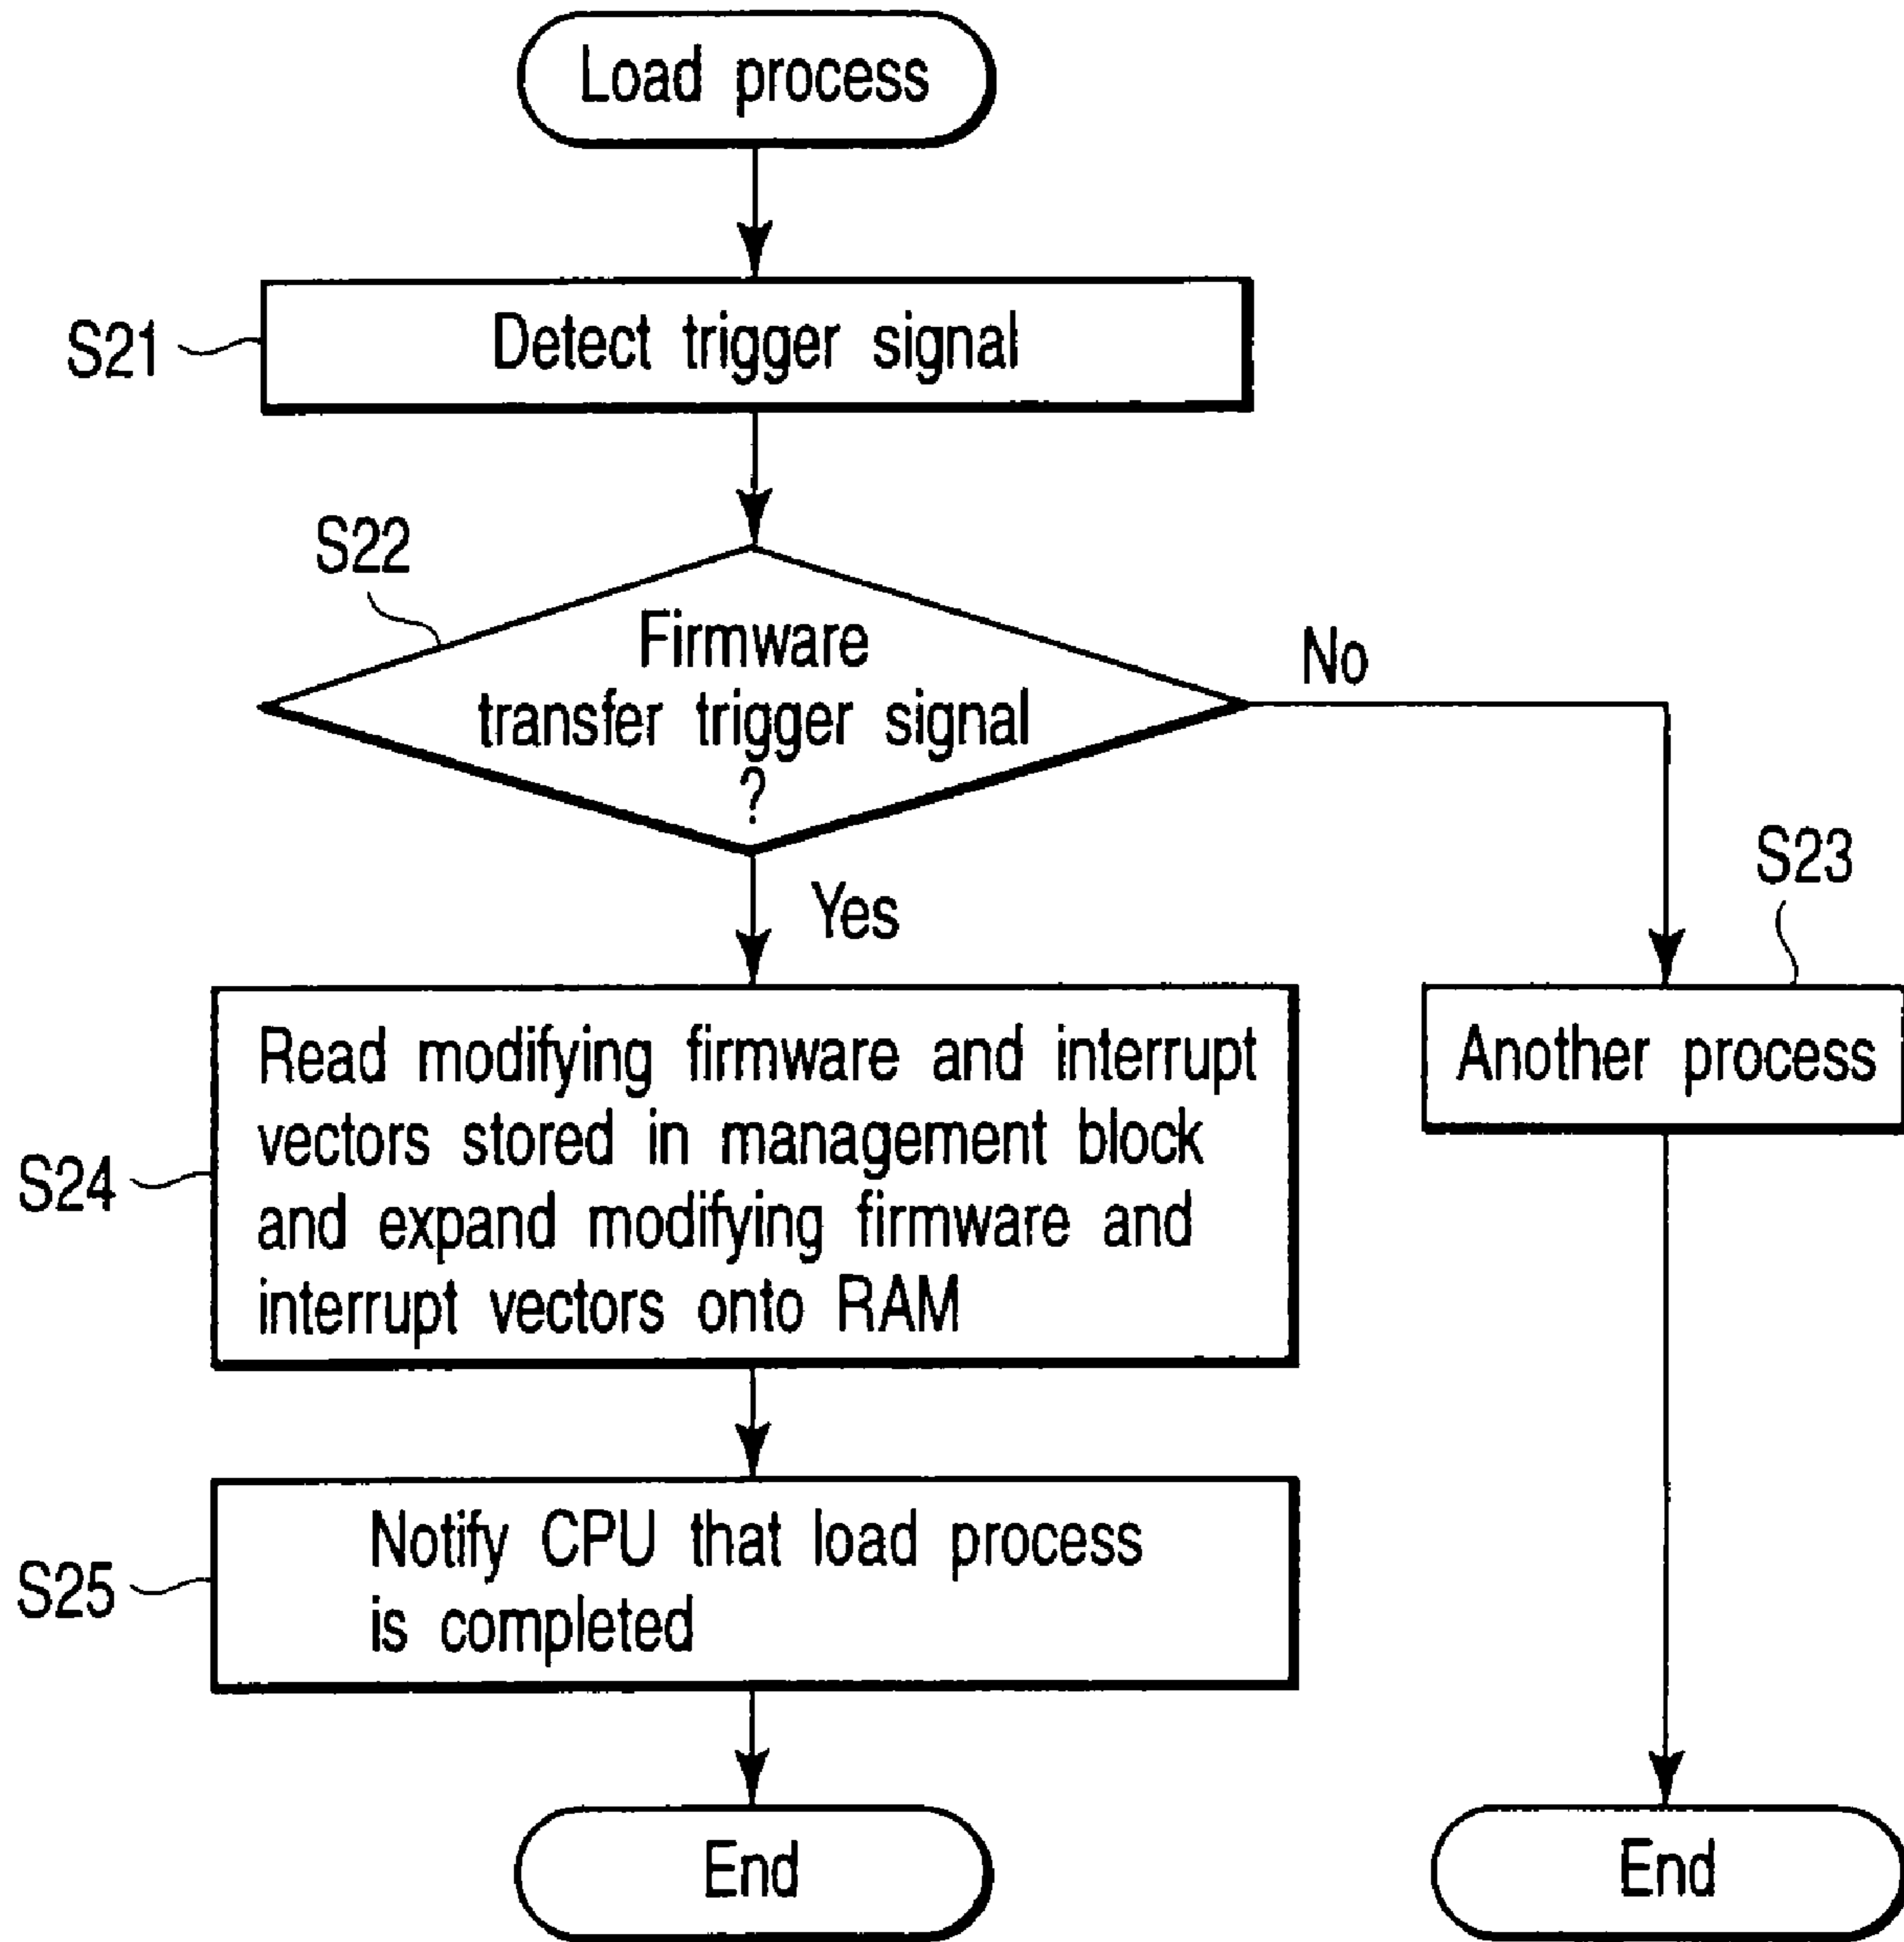 Load process
S21
Detect trigger signal
S22
Firmware
transfer trigger signal
?
No
Yes
S23
Another process
S24
Read modifying firmware and interrupt
vectors stored in management block
and expand modifying firmware and
interrupt vectors onto RAM
S25
Notify CPU that load process
is completed
End
End